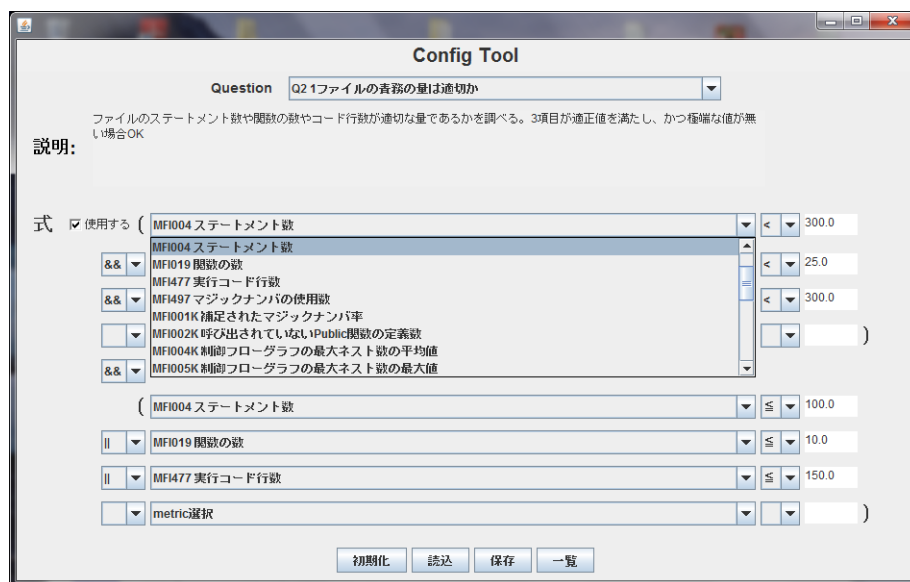 Config Tool
Question Q2 1ファイルの責務の量は適切か
説明:
ファイルのステートメント数や関数の数やコード行数が適切な量であるかを調べる。3項目が適正値を満たし、かつ極端な値が無
い場合OK
式 使用する ( MFI004 ステートメント数 < 300.0
MFI004 ステートメント数
&& MFI019 関数の数 < 25.0
MFI477 実行コード行数
&& MFI497 マジックナンバの使用数 < 300.0
MFI001K 補足されたマジックナンバ率
MFI002K 呼び出されていないPublic関数の定義数 )
MFI004K 制御フローグラフの最大ネスト数の平均値
&& MFI005K 制御フローグラフの最大ネスト数の最大値
( MFI004 ステートメント数 ≦ 100.0
|| MFI019 関数の数 ≦ 10.0
|| MFI477 実行コード行数 ≦ 150.0
metric選択 )
初期化 読込 保存 一覧